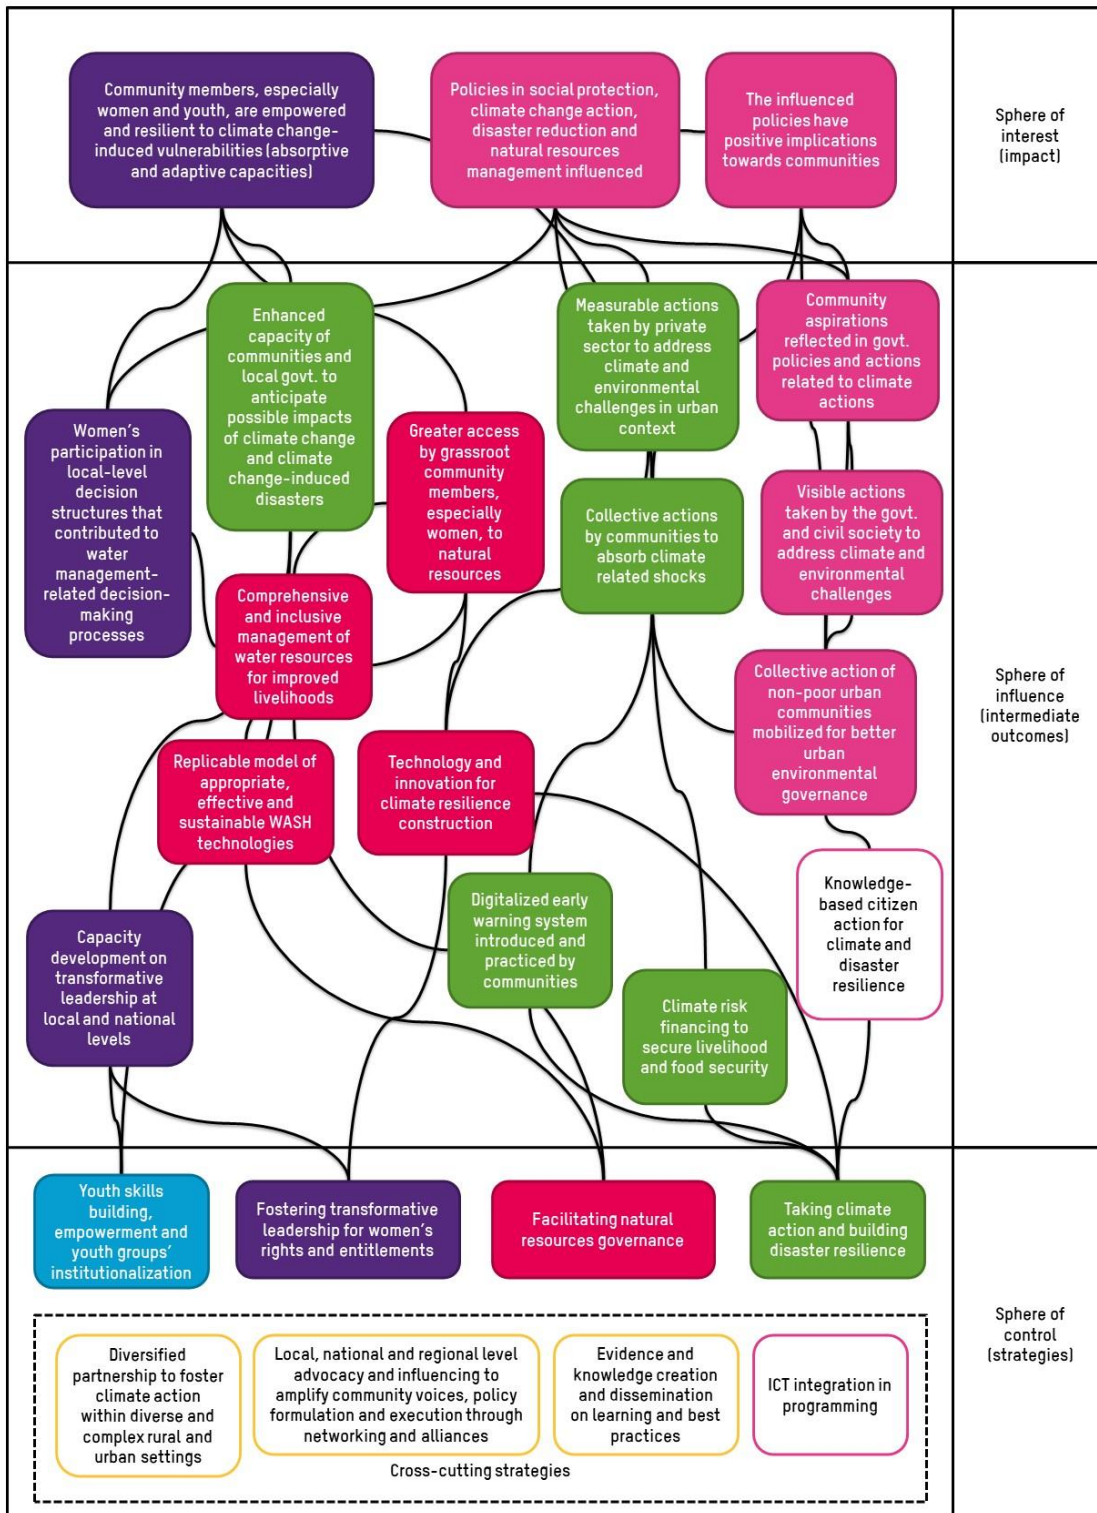 Community members, especially
women and youth, are empowered
and resilient to climate change-
induced vulnerabilities (absorptive
and adaptive capacities)
Policies in social protection,
climate change action,
disaster reduction and
natural resources
management influenced
The influenced
policies have
positive implications
towards communities
Sphere of
interest
(impact)
Enhanced
capacity of
communities and
local govt. to
anticipate
possible impacts
of climate change
and climate
change-induced
disasters
Measurable actions
taken by private
sector to address
climate and
environmental
challenges in urban
context
Community
aspirations
reflected in govt.
policies and actions
related to climate
actions
Women's
participation in
local-level
decision
structures that
contributed to
water
management-
related decision-
making
processes
Greater access
by grassroot
community
members,
especially
women, to
natural
resources
Collective actions
by communities to
absorb climate
related shocks
Visible actions
taken by the govt.
and civil society to
address climate and
environmental
challenges
Comprehensive
and inclusive
management of
water resources
for improved
livelihoods
Collective action of
non-poor urban
communities
mobilized for better
urban
environmental
governance
Sphere of
influence
(intermediate
outcomes)
Replicable model of
appropriate,
effective and
sustainable WASH
technologies
Technology and
innovation for
climate resilience
construction
Digitalized early
warning system
introduced and
practiced by
communities
Knowledge-
based citizen
action for
climate and
disaster
resilience
Capacity
development on
transformative
leadership at
local and national
levels
Climate risk
financing to
secure livelihood
and food security
Youth skills
building,
empowerment and
youth groups'
institutionalization
Fostering transformative
leadership for women's
rights and entitlements
Facilitating natural
resources governance
Taking climate
action and building
disaster resilience
Sphere of
control
(strategies)
Diversified
partnership to foster
climate action
within diverse and
complex rural and
urban settings
Local, national and regional level
advocacy and influencing to
amplify community voices, policy
formulation and execution through
networking and alliances
Evidence and
knowledge creation
and dissemination
on learning and best
practices
ICT integration in
programming
Cross-cutting strategies